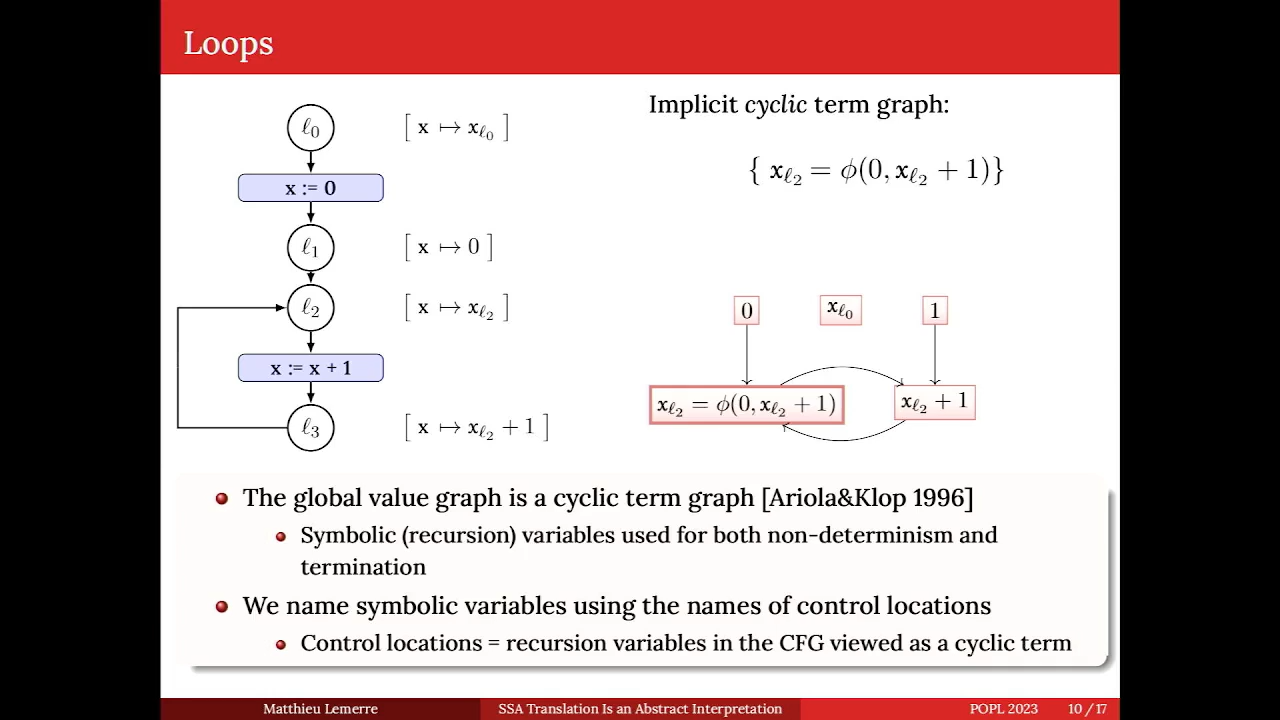 Loops
ℓ0
[ x ↦ xℓ0 ]
x := 0
ℓ1
[ x ↦ 0 ]
ℓ2
[ x ↦ xℓ2 ]
x := x + 1
ℓ3
[ x ↦ xℓ2 + 1 ]
Implicit cyclic term graph:
{ xℓ2 = ϕ(0, xℓ2 + 1)}
0
xℓ0
1
xℓ2 = ϕ(0, xℓ2 + 1)
xℓ2 + 1
The global value graph is a cyclic term graph [Ariola&Klop 1996]
Symbolic (recursion) variables used for both non-determinism and
termination
We name symbolic variables using the names of control locations
Control locations = recursion variables in the CFG viewed as a cyclic term
Matthieu Lemerre
SSA Translation Is an Abstract Interpretation
POPL 2023
10 / 17